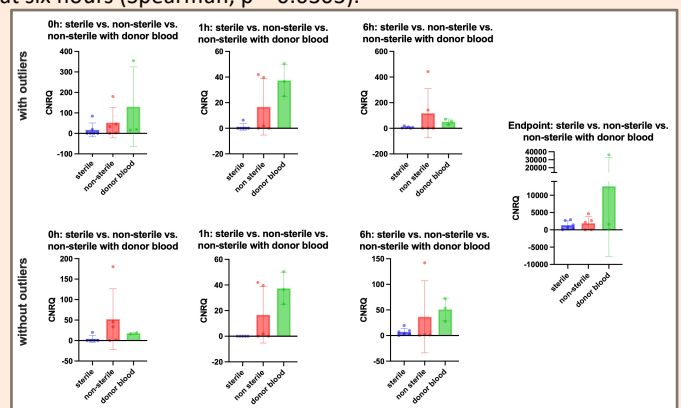 at six hours (Spearman, p = 0.0305).
with outliers
0h: sterile vs. non-sterile vs.
non-sterile with donor blood
CNRQ
400
300
200
100
0
-100
sterile
non-sterile
donor blood
1h: sterile vs. non-sterile vs.
non-sterile with donor blood
CNRQ
60
40
20
0
-20
sterile
non sterile
donor blood
6h: sterile vs. non-sterile vs.
non-sterile with donor blood
CNRQ
600
400
200
0
-200
sterile
non sterile
donor blood
Endpoint: sterile vs. non-sterile vs.
non-sterile with donor blood
CNRQ
40000
30000
20000
10000
5000
0
-5000
-10000
sterile
non-sterile
donor blood
without outliers
0h: sterile vs. non-sterile vs.
non-sterile with donor blood
CNRQ
200
150
100
50
0
-50
sterile
non-sterile
donor blood
1h: sterile vs. non-sterile vs.
non-sterile with donor blood
CNRQ
60
40
20
0
-20
sterile
non sterile
donor blood
6h: sterile vs. non-sterile vs.
non-sterile with donor blood
CNRQ
150
100
50
0
-50
sterile
non sterile
donor blood